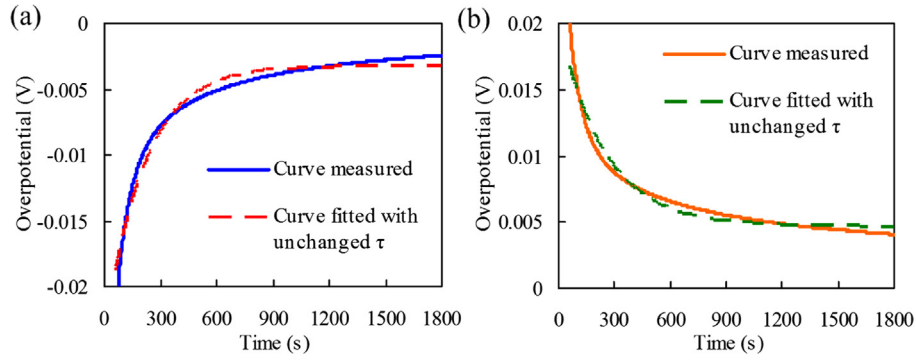 (a)
0
-0.005
-0.01
-0.015
-0.02
Overpotential (V)
Curve measured
Curve fitted with
unchanged τ
0 300 600 900 1200 1500 1800
Time (s)
(b)
0.02
0.015
0.01
0.005
0
Overpotential (V)
Curve measured
Curve fitted with
unchanged τ
0 300 600 900 1200 1500 1800
Time (s)